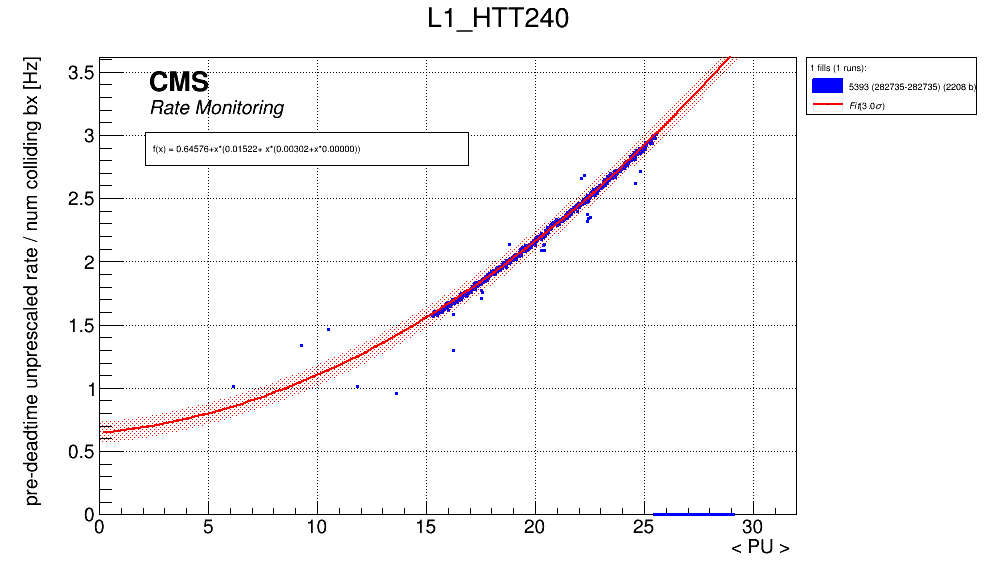 L1_HTT240
pre-deadtime unprescaled rate / num colliding bx [Hz]
CMS
Rate Monitoring
f(x) = 0.64576+x*(0.01522+ x*(0.00302+x*0.00000))
3.5
3
2.5
2
1.5
1
0.5
0
0 5 10 15 20 25 30
< PU >
1 fills (1 runs):
5393 (282735-282735) (2208 b)
Fit(3.0σ)